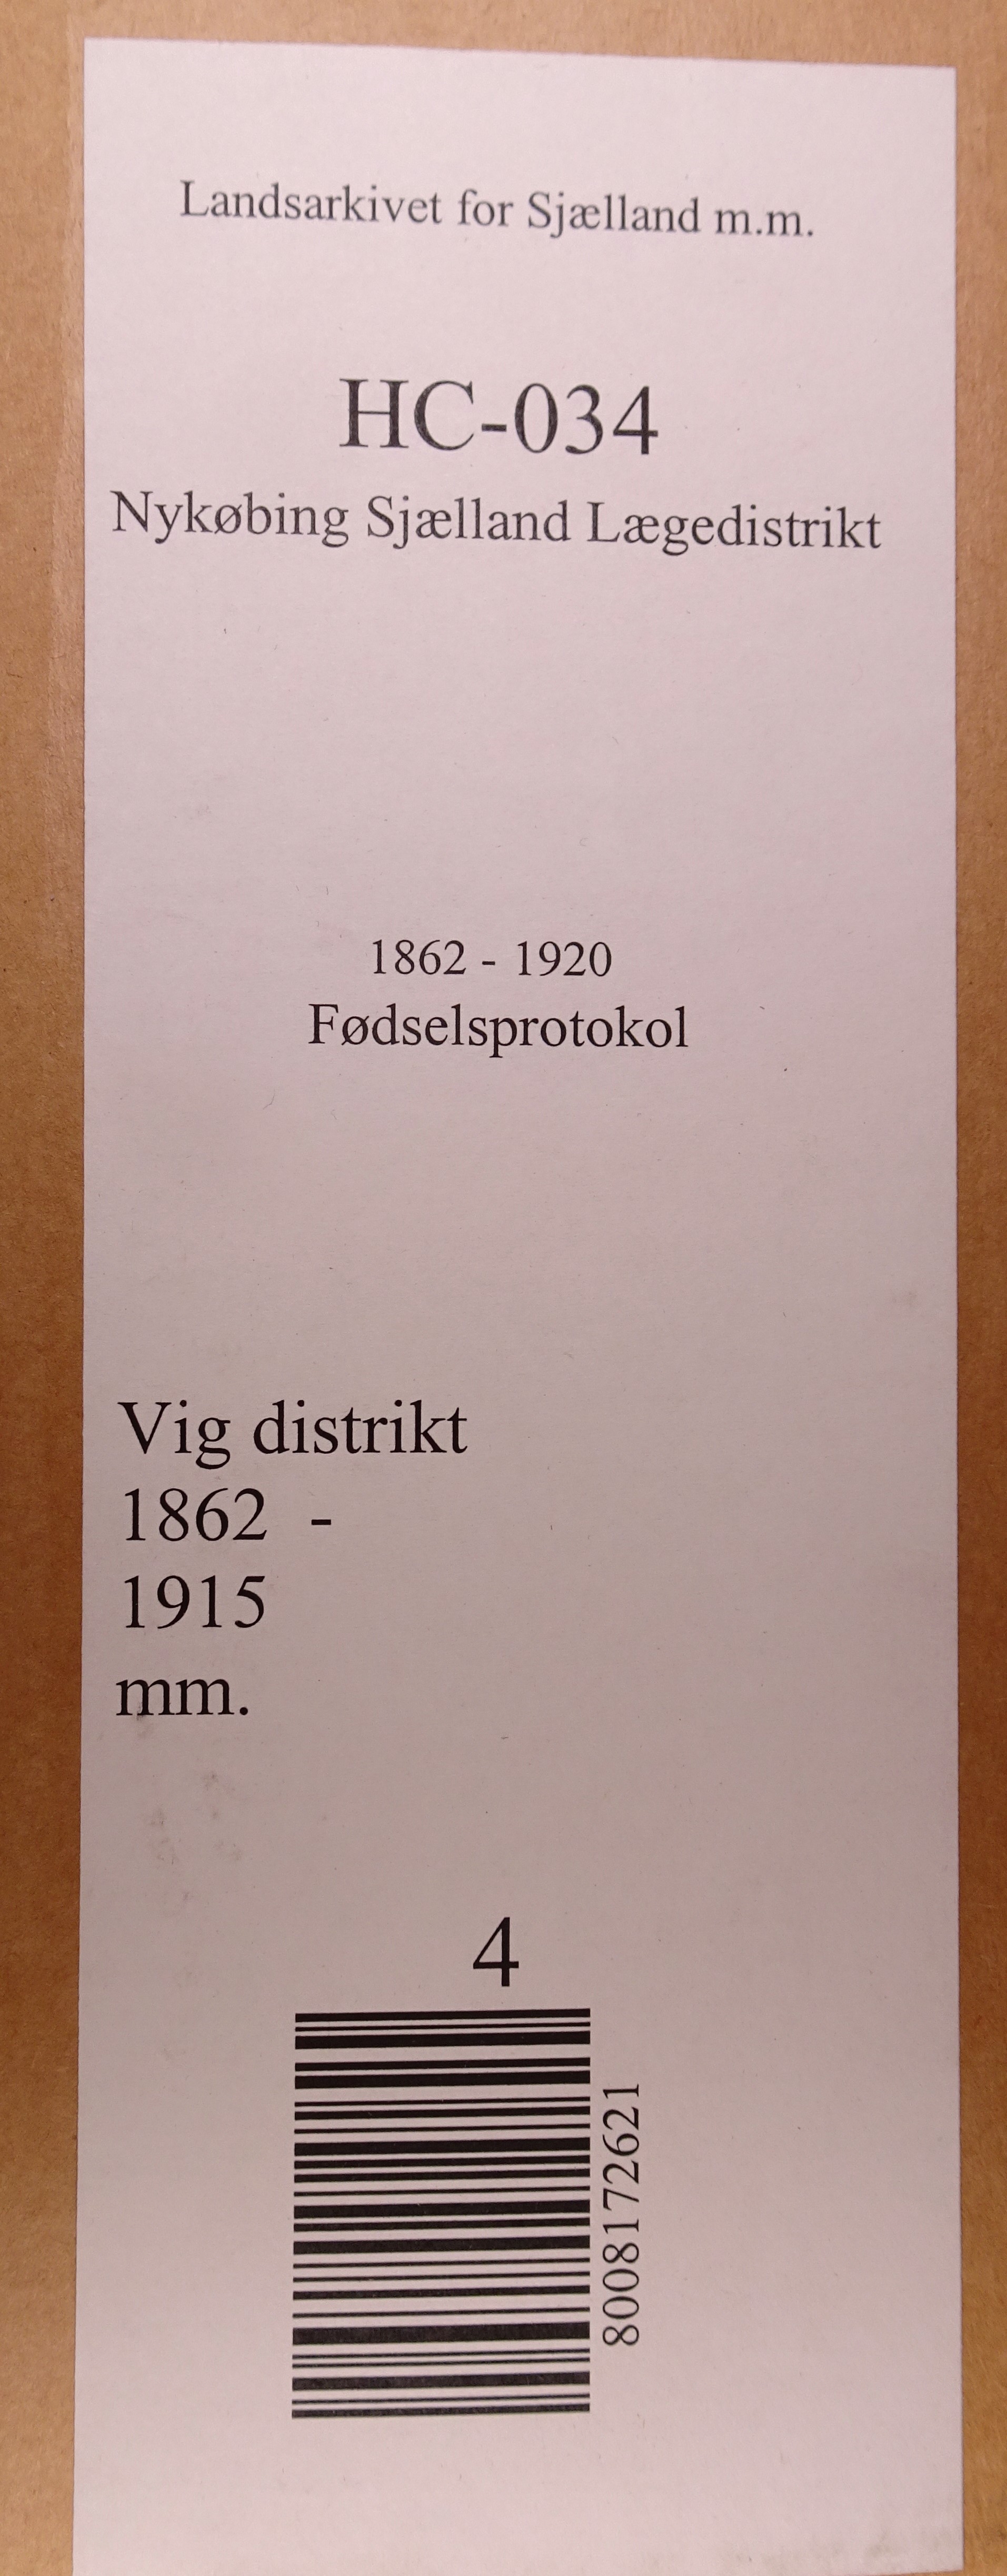 Landsarkivet for Sjælland m.m.
HC-034
Nykøbing Sjælland Lægedistrikt
1862 - 1920
Fødselsprotokol
Vig distrikt
1862 -
1915
mm.
4
8008172621